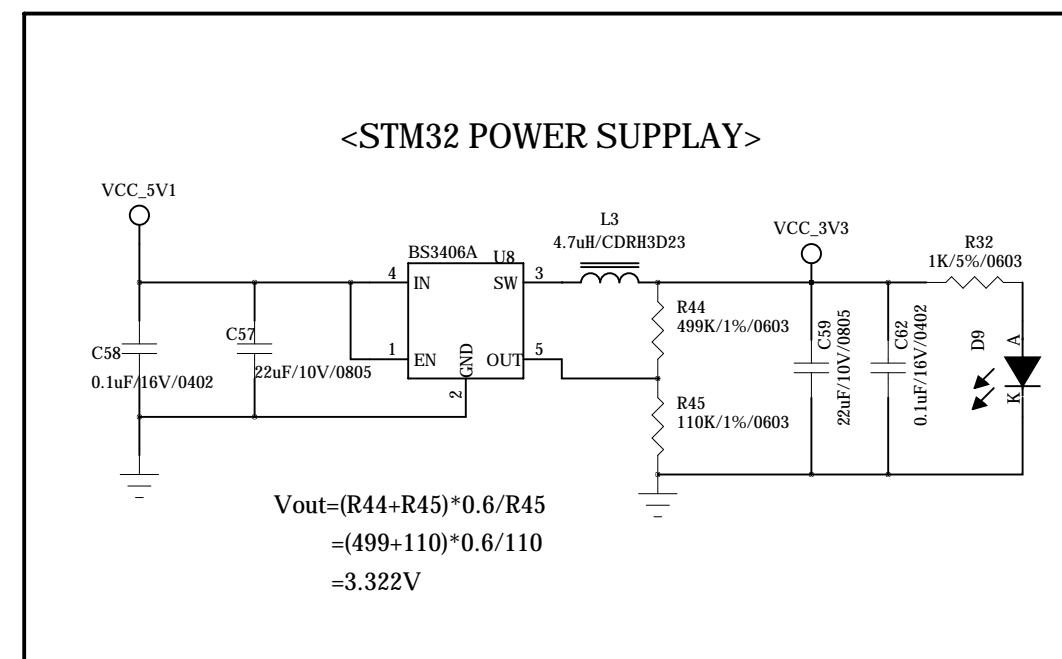 <STM32 POWER SUPPLAY>
VCC_5V1
L3
4.7uH/CDRH3D23
VCC_3V3
R32
1K/5%/0603
BS3406A
U8
4
IN
SW
3
R44
499K/1%/0603
C58
0.1uF/16V/0402
C57
22uF/10V/0805
1
EN
GND
2
OUT
5
C59
22uF/10V/0805
C62
0.1uF/16V/0402
D9
A
K
R45
110K/1%/0603
Vout=(R44+R45)*0.6/R45
=(499+110)*0.6/110
=3.322V